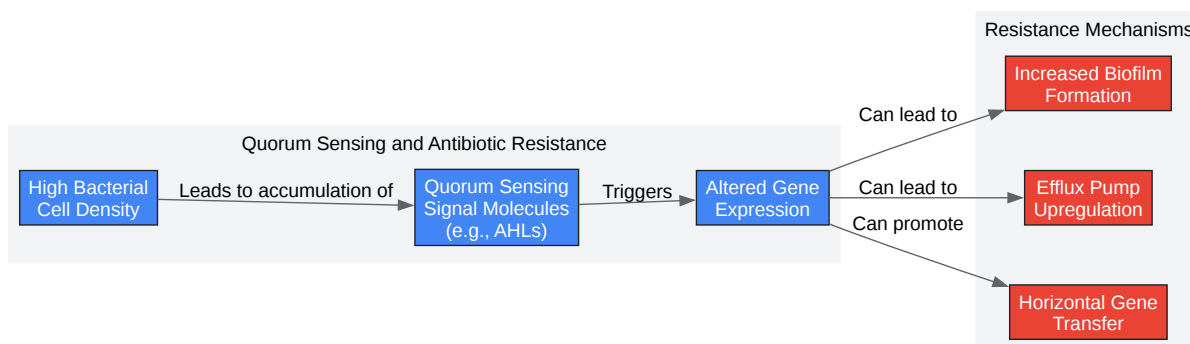 Quorum Sensing and Antibiotic Resistance
High Bacterial
Cell Density
Leads to accumulation of
Quorum Sensing
Signal Molecules
(e.g., AHLs)
Triggers
Altered Gene
Expression
Can lead to
Can lead to
Can promote
Resistance Mechanisms
Increased Biofilm
Formation
Efflux Pump
Upregulation
Horizontal Gene
Transfer